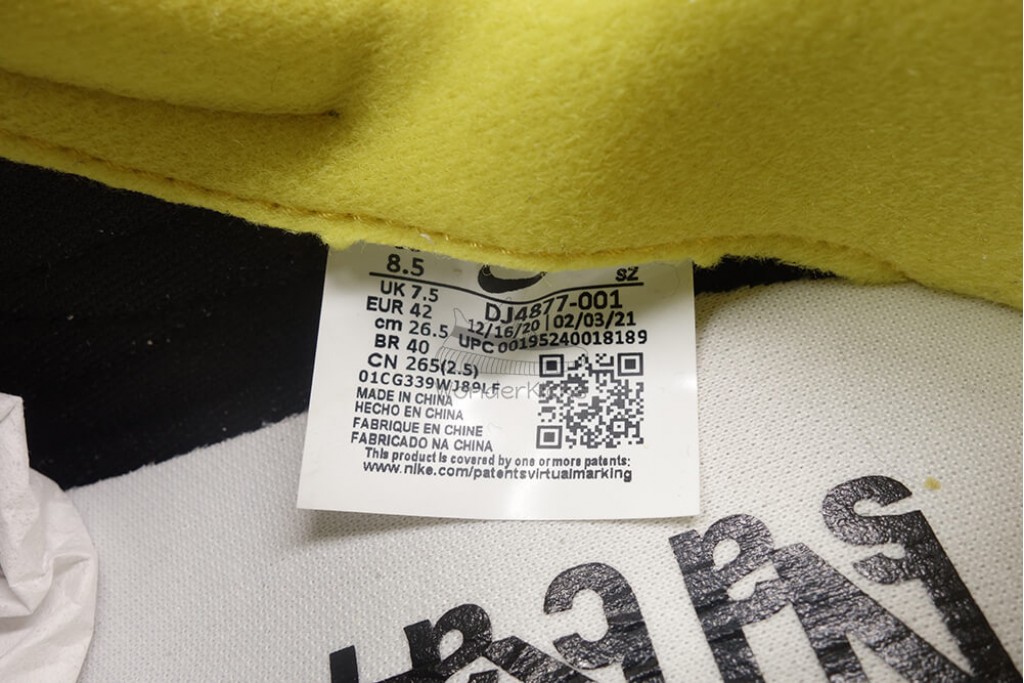 8.5
SZ
UK 7.5
DJ4877-001
EUR 42
12/16/20 | 02/03/21
cm 26.5
UPC 00195240018189
BR 40
CN 265(2.5)
01CG339WJ89LF
MADE IN CHINA
HECHO EN CHINA
FABRIQUE EN CHINE
FABRICADO NA CHINA
This product is covered by one or more patents:
www.nike.com/patentsvirtualmarking